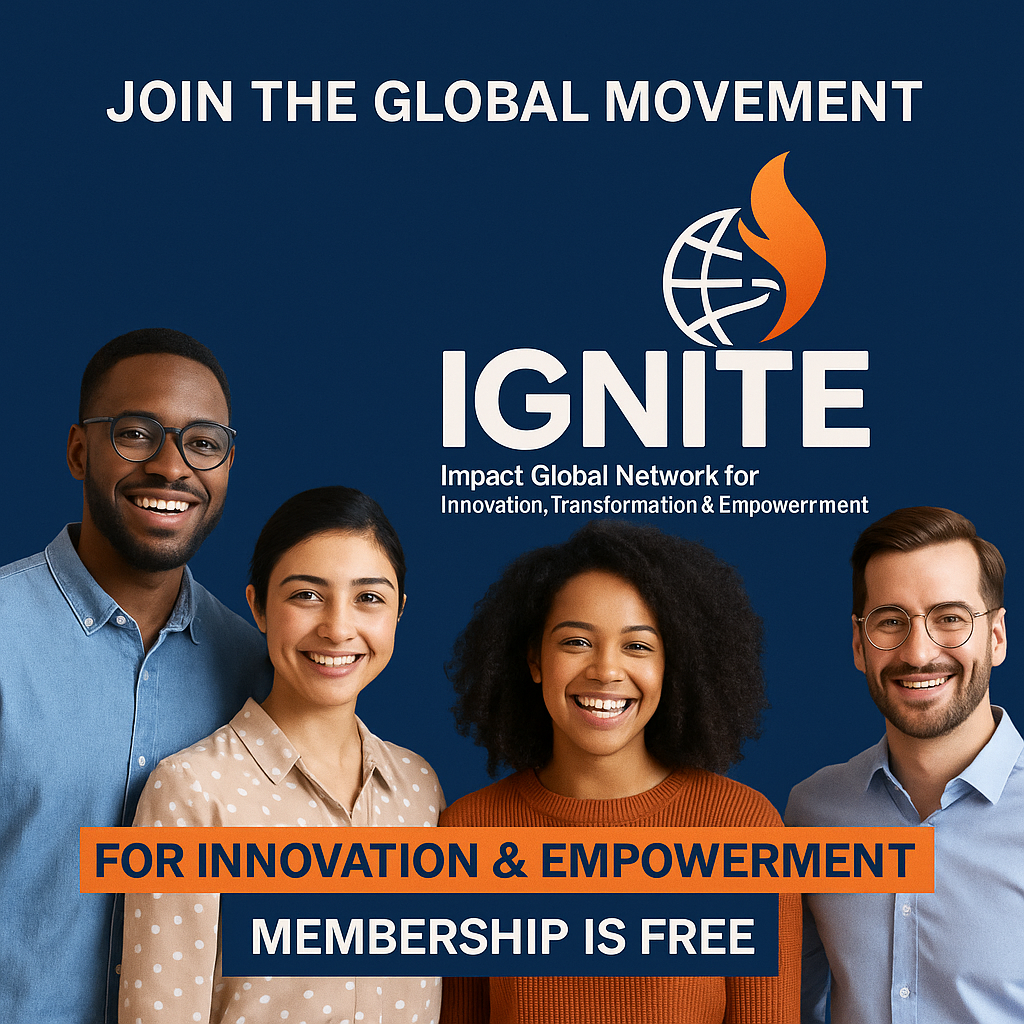 JOIN THE GLOBAL MOVEMENT
IGNITE
Impact Global Network for
Innovation, Transformation & Empowerrment
FOR INNOVATION & EMPOWERMENT
MEMBERSHIP IS FREE